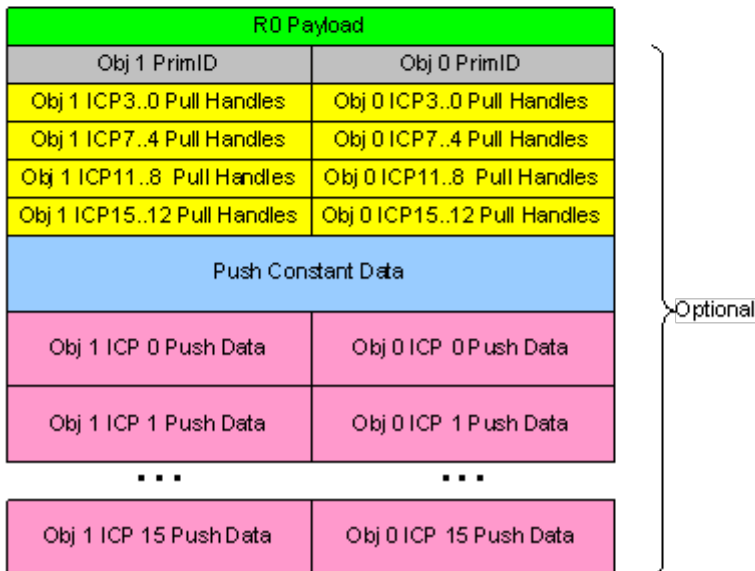 R0 Payload
Obj 1 PrimID Obj 0 PrimID
Obj 1 ICP3..0 Pull Handles Obj 0 ICP3..0 Pull Handles
Obj 1 ICP7..4 Pull Handles Obj 0 ICP7..4 Pull Handles
Obj 1 ICP11..8 Pull Handles Obj 0 ICP11..8 Pull Handles
Obj 1 ICP15..12 Pull Handles Obj 0 ICP15..12 Pull Handles
Push Constant Data
Optional
Obj 1 ICP 0 Push Data Obj 0 ICP 0 Push Data
Obj 1 ICP 1 Push Data Obj 0 ICP 1 Push Data
... ...
Obj 1 ICP 15 Push Data Obj 0 ICP 15 Push Data